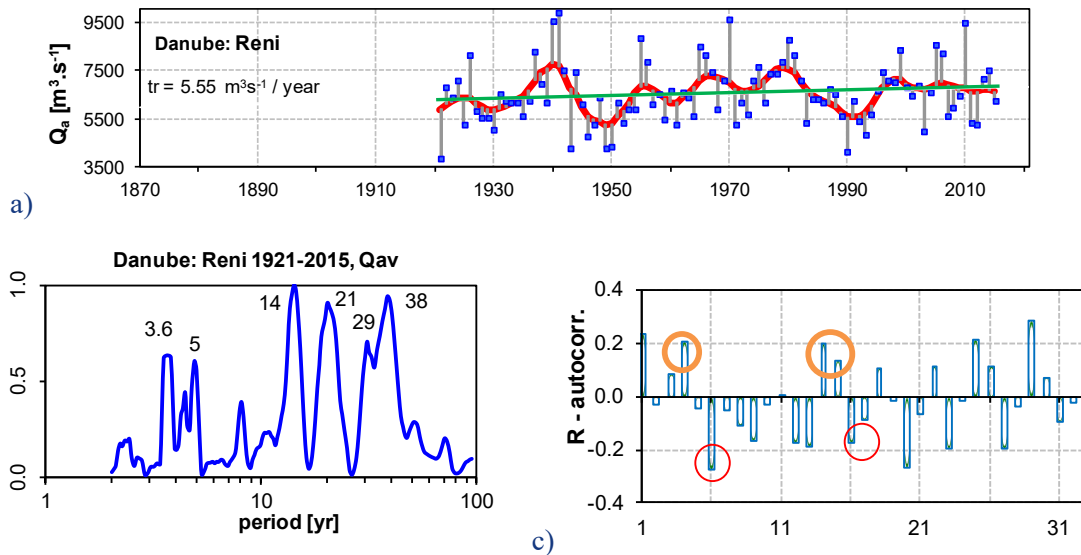 9500
Danube: Reni
7500
tr = 5.55 m³s⁻¹ / year
5500
3500
Qₐ [m³.s⁻¹]
1870 1890 1910 1930 1950 1970 1990 2010
a)
Danube: Reni 1921-2015, Qav
1.0
0.5
0.0
3.6 5 14 21 29 38
1 10 100
period [yr]
c)
R - autocorr.
0.4
0.2
0.0
-0.2
-0.4
1 11 21 31